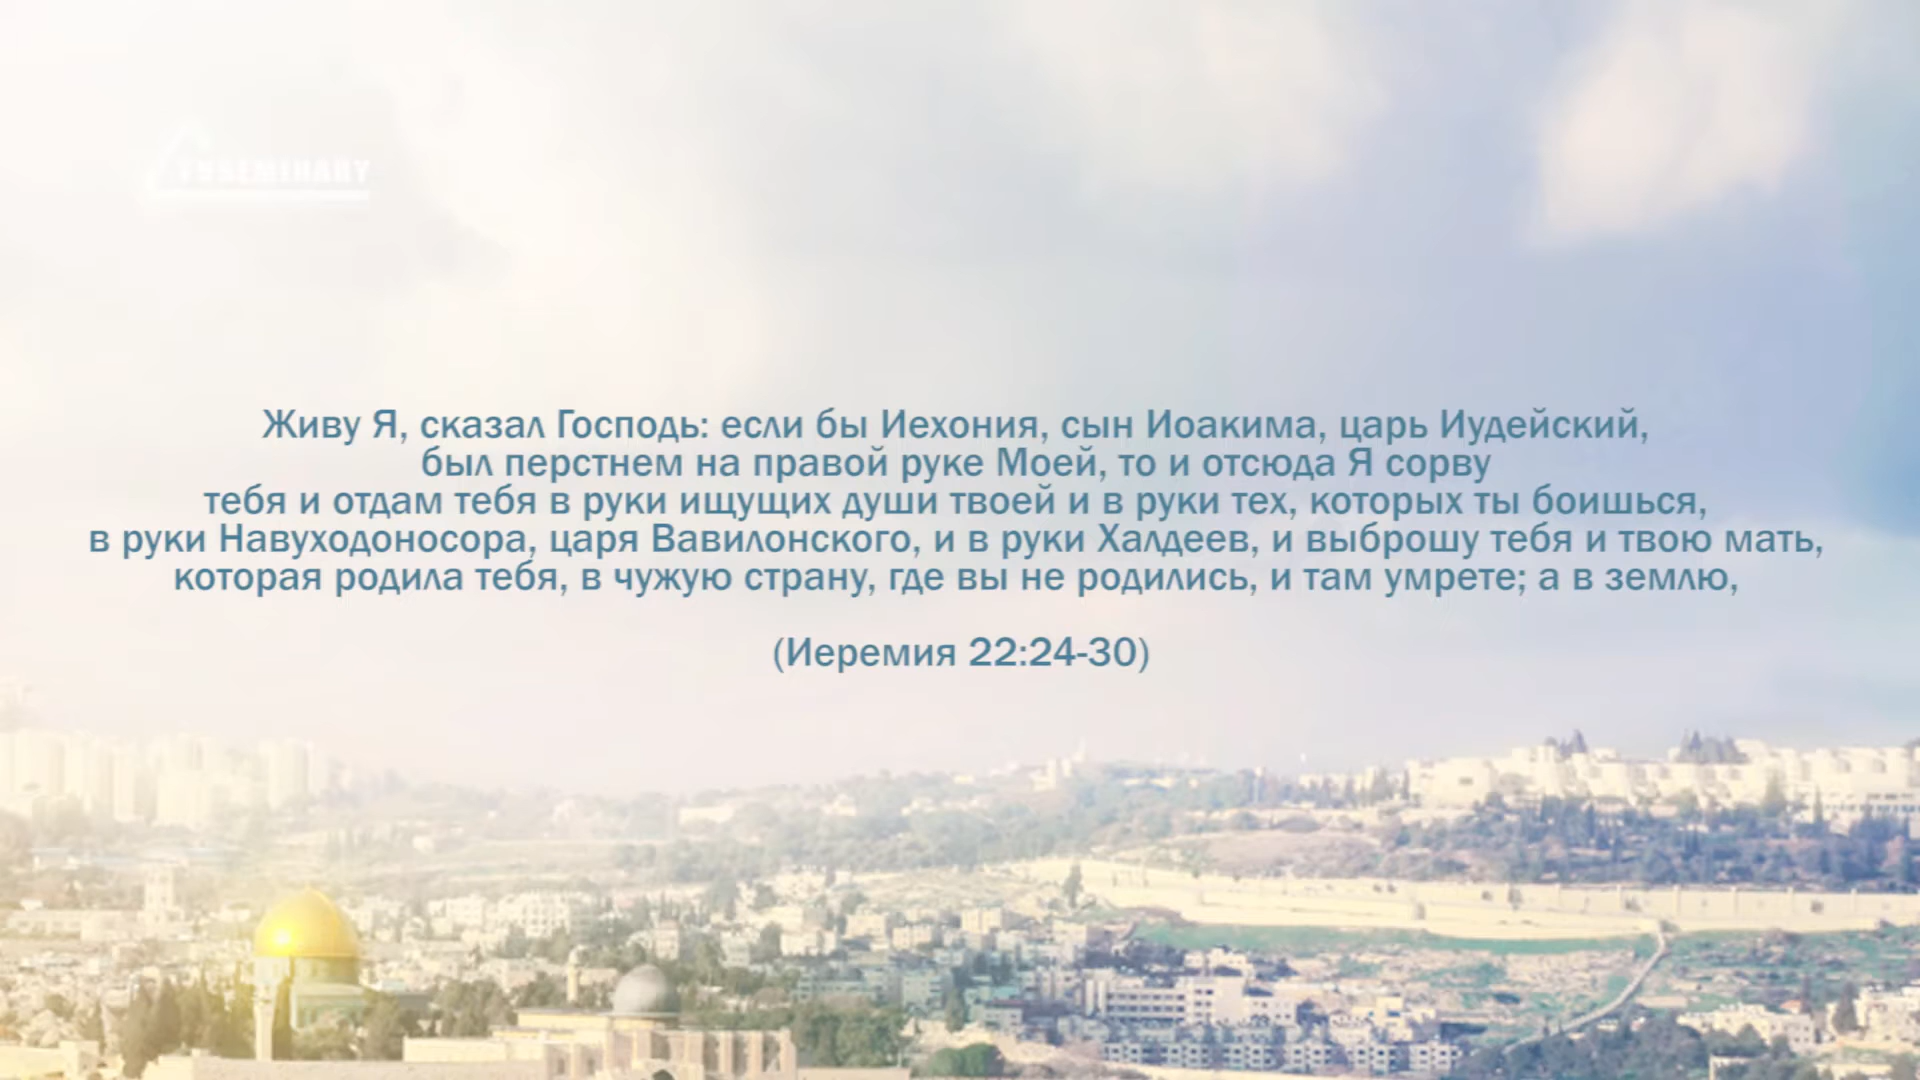 Живу Я, сказал Господь: если бы Иехония, сын Иоакима, царь Иудейский,
был перстнем на правой руке Моей, то и отсюда Я сорву
тебя и отдам тебя в руки ищущих души твоей и в руки тех, которых ты боишься,
в руки Навуходоносора, царя Вавилонского, и в руки Халдеев, и выброшу тебя и твою мать,
которая родила тебя, в чужую страну, где вы не родились, и там умрете; а в землю,
(Иеремия 22:24-30)